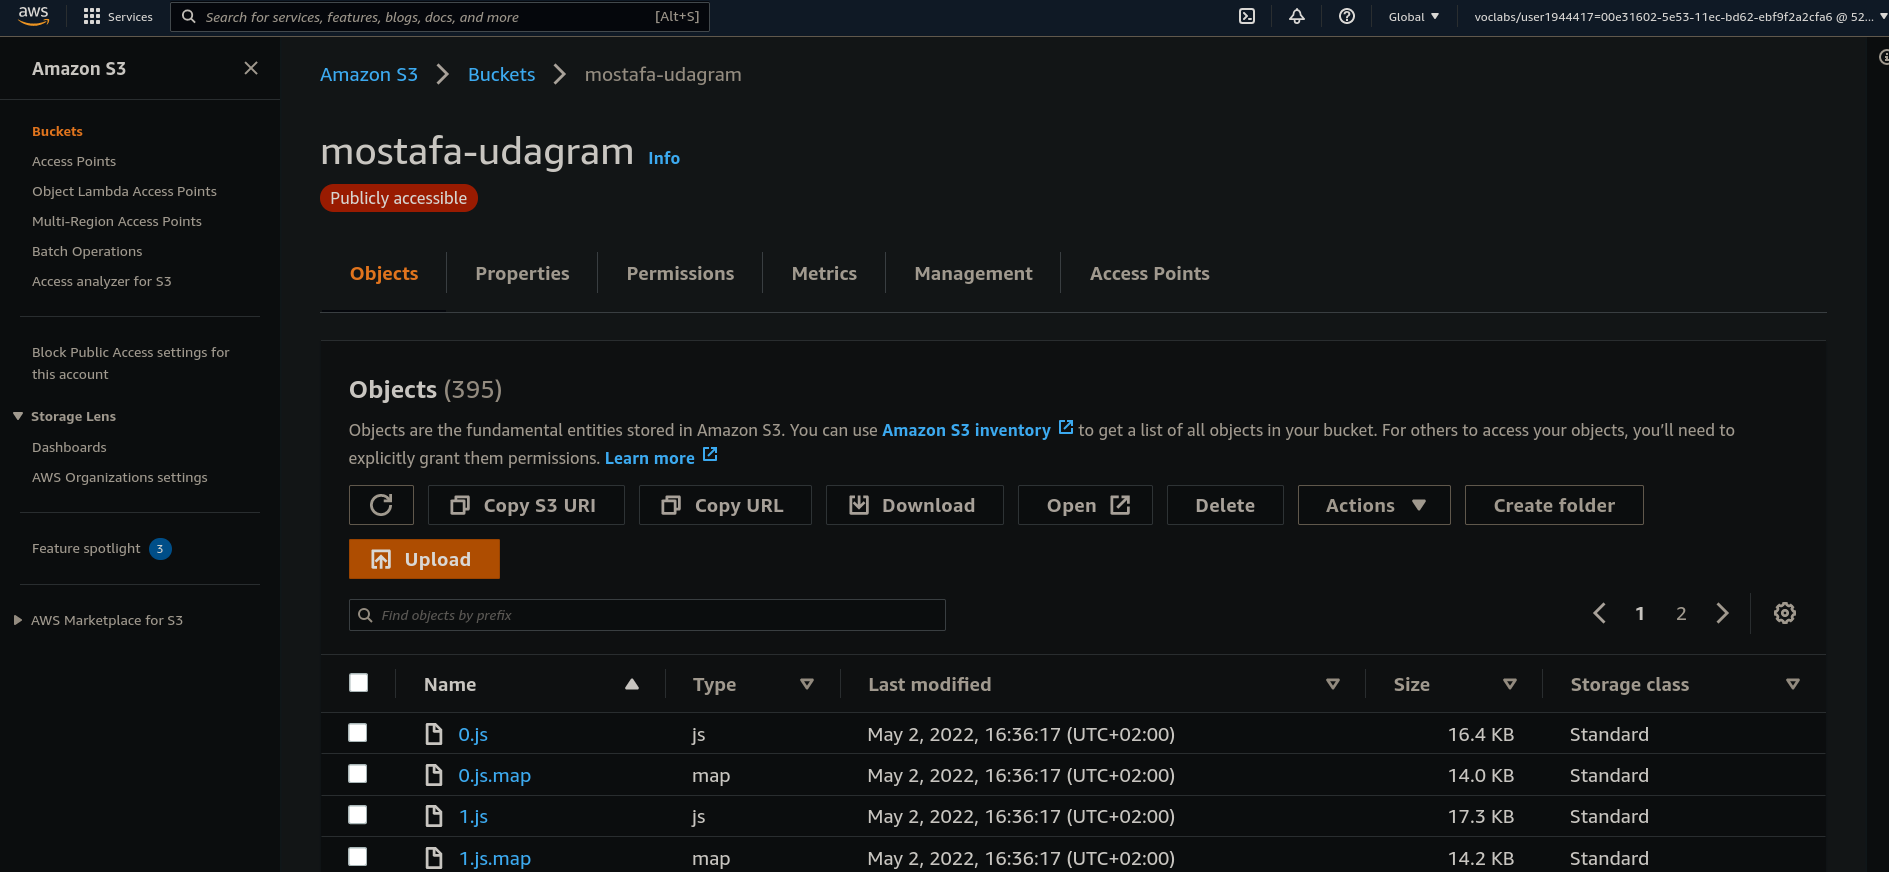 aws
Services
Search for services, features, blogs, docs, and more
[Alt+S]
Global
voclabs/user1944417=00e31602-5e53-11ec-bd62-ebf9f2a2cfa6 @ 52...
Amazon S3
Buckets
Access Points
Object Lambda Access Points
Multi-Region Access Points
Batch Operations
Access analyzer for S3
Block Public Access settings for
this account
Storage Lens
Dashboards
AWS Organizations settings
Feature spotlight 3
AWS Marketplace for S3
Amazon S3 > Buckets > mostafa-udagram
mostafa-udagram Info
Publicly accessible
Objects Properties Permissions Metrics Management Access Points
Objects (395)
Objects are the fundamental entities stored in Amazon S3. You can use Amazon S3 inventory to get a list of all objects in your bucket. For others to access your objects, you’ll need to
explicitly grant them permissions. Learn more
Copy S3 URI Copy URL Download Open Delete Actions Create folder
Upload
Find objects by prefix
1 2
Name Type Last modified Size Storage class
0.js js May 2, 2022, 16:36:17 (UTC+02:00) 16.4 KB Standard
0.js.map map May 2, 2022, 16:36:17 (UTC+02:00) 14.0 KB Standard
1.js js May 2, 2022, 16:36:17 (UTC+02:00) 17.3 KB Standard
1.js.map map May 2, 2022, 16:36:17 (UTC+02:00) 14.2 KB Standard